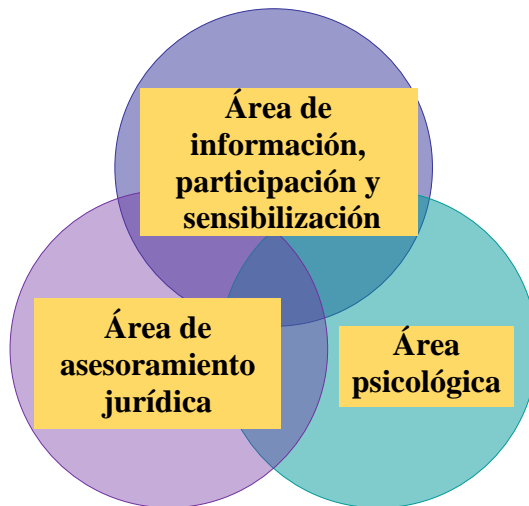 Área de
información,
participación y
sensibilización
Área de
asesoramiento
jurídica
Área
psicológica